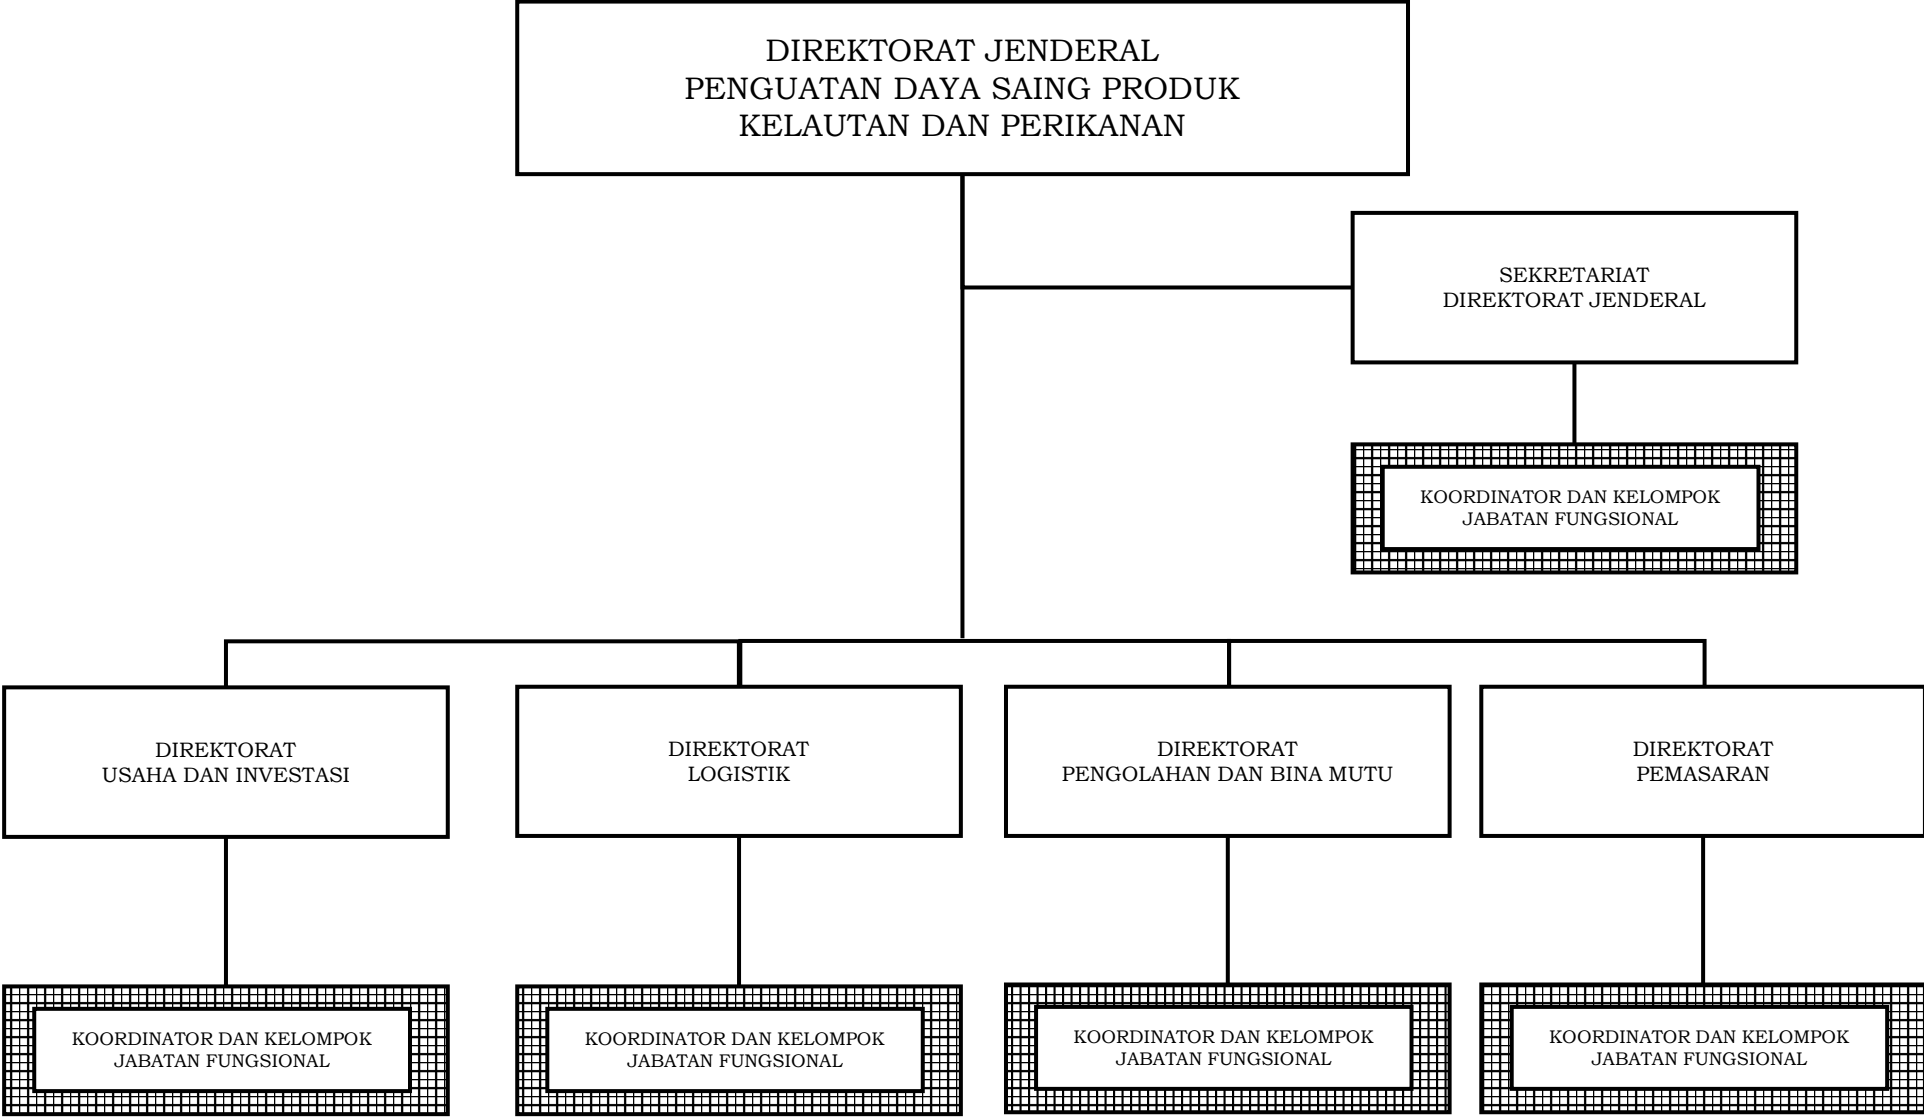 DIREKTORAT JENDERAL
PENGUATAN DAYA SAING PRODUK
KELAUTAN DAN PERIKANAN
SEKRETARIAT
DIREKTORAT JENDERAL
KOORDINATOR DAN KELOMPOK
JABATAN FUNGSIONAL
DIREKTORAT
USAHA DAN INVESTASI
DIREKTORAT
LOGISTIK
DIREKTORAT
PENGOLAHAN DAN BINA MUTU
DIREKTORAT
PEMASARAN
KOORDINATOR DAN KELOMPOK
JABATAN FUNGSIONAL
KOORDINATOR DAN KELOMPOK
JABATAN FUNGSIONAL
KOORDINATOR DAN KELOMPOK
JABATAN FUNGSIONAL
KOORDINATOR DAN KELOMPOK
JABATAN FUNGSIONAL